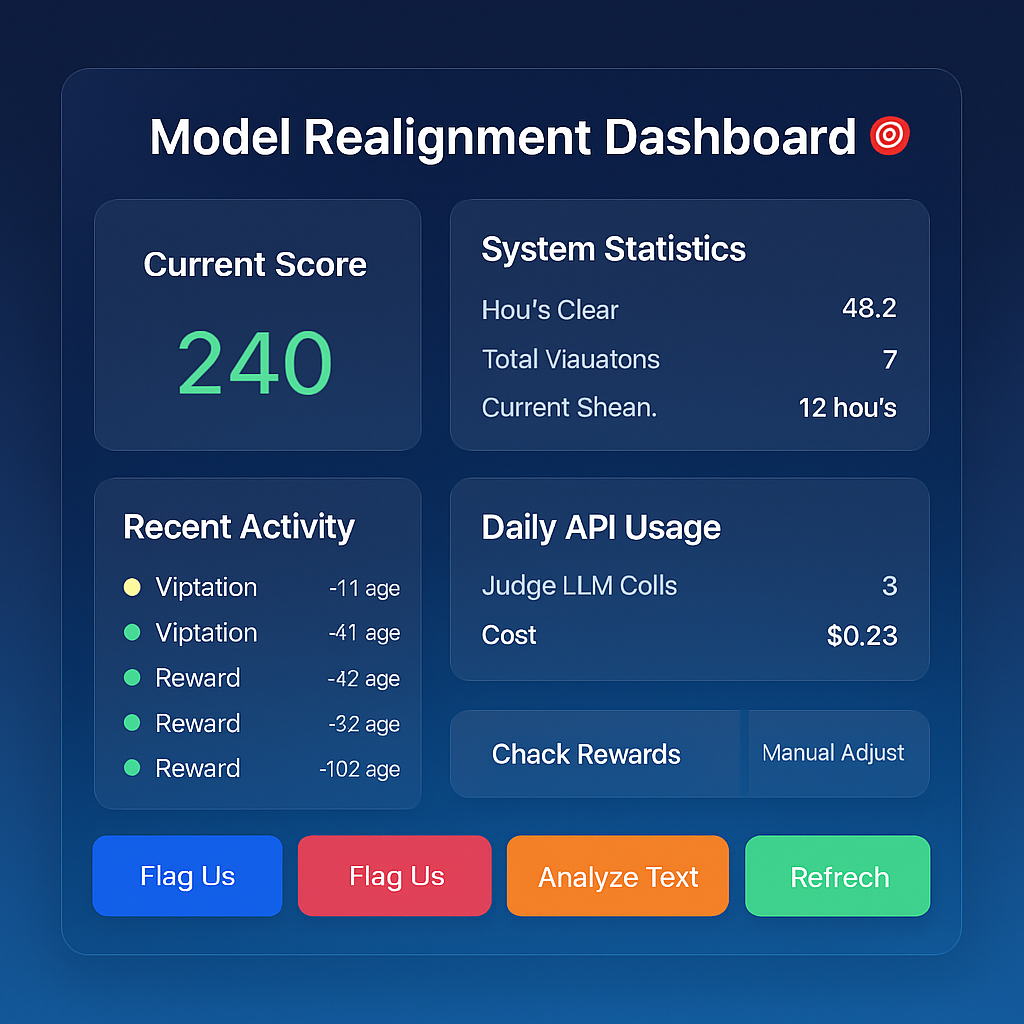 Model Realignment Dashboard
Current Score
240
System Statistics
Hou's Clear 48.2
Total Viauatons 7
Current Shean. 12 hou's
Recent Activity
Viptation -11 age
Viptation -41 age
Reward -42 age
Reward -32 age
Reward -102 age
Daily API Usage
Judge LLM Colls 3
Cost $0.23
Chack Rewards
Manual Adjust
Flag Us
Flag Us
Analyze Text
Refrech